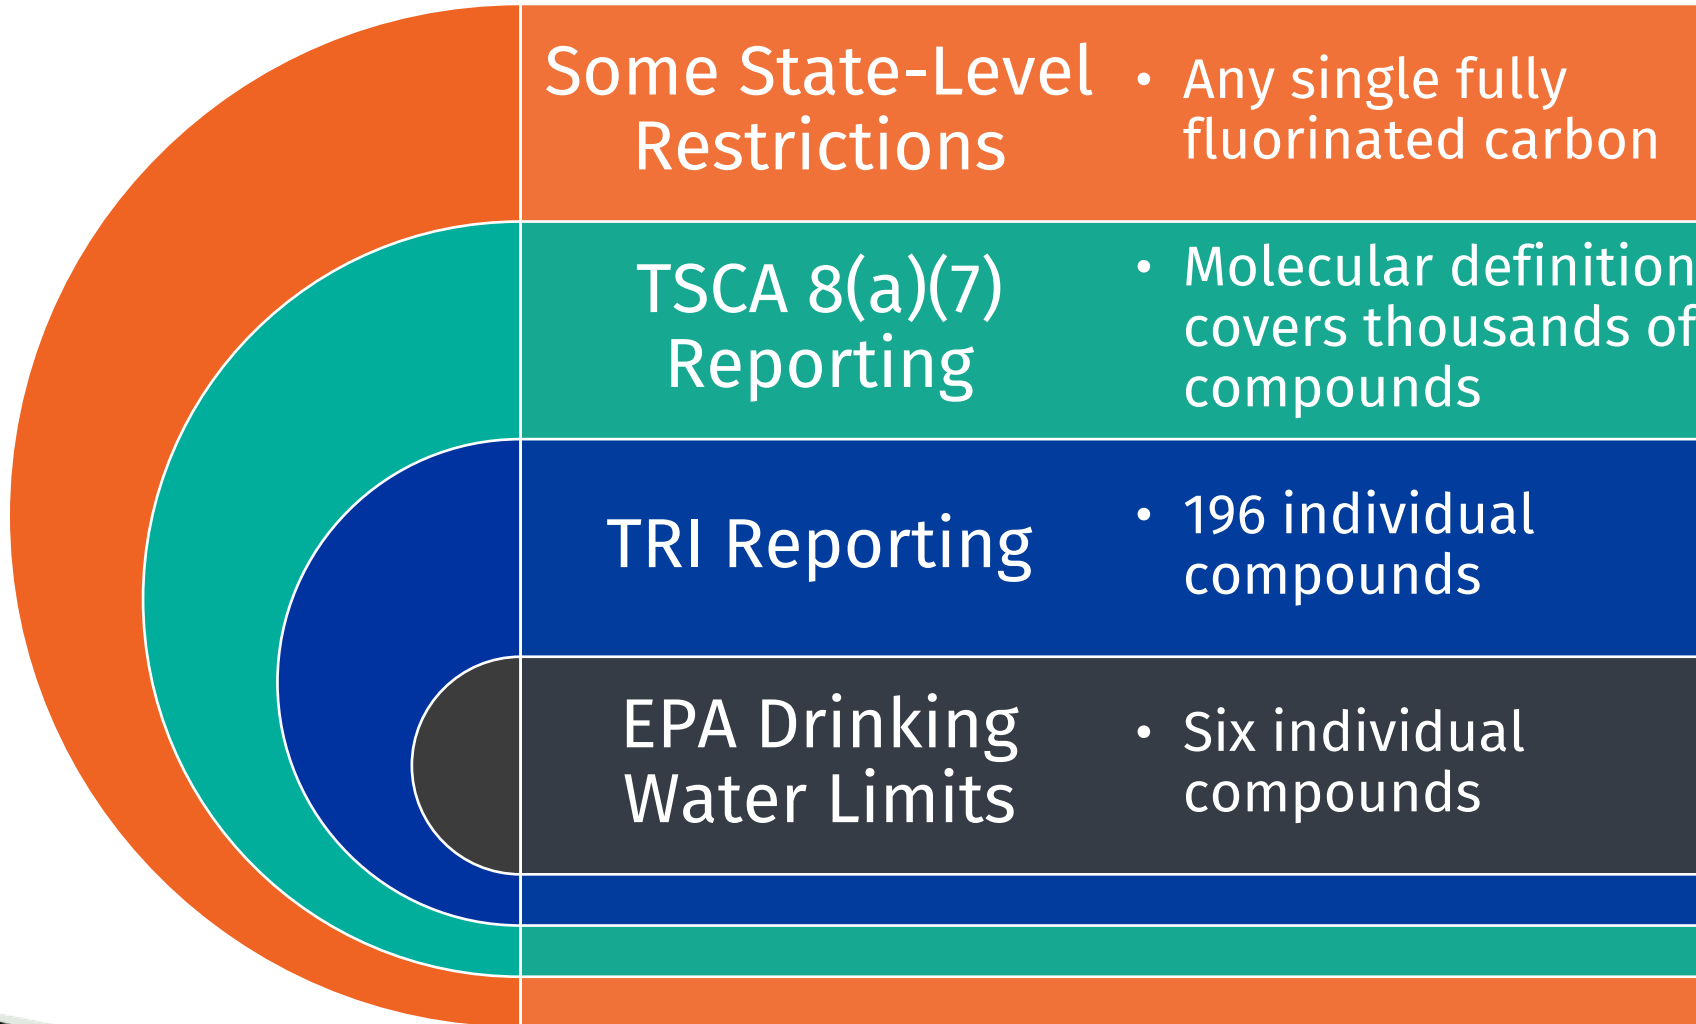 Some State-Level
Restrictions
• Any single fully
fluorinated carbon
TSCA 8(a)(7)
Reporting
• Molecular definition
covers thousands of
compounds
TRI Reporting
• 196 individual
compounds
EPA Drinking
Water Limits
• Six individual
compounds